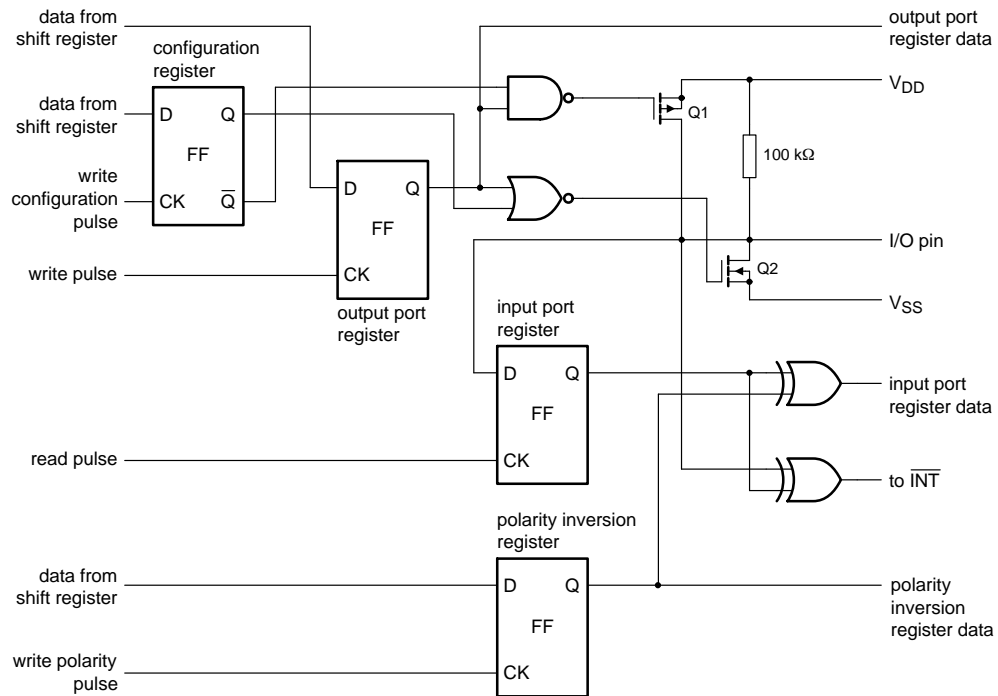 data from
shift register
output port
register data
configuration
register
V_DD
D
Q
Q1
data from
shift register
FF
100 kΩ
write
configuration
pulse
CK
Q̅
D
Q
FF
I/O pin
Q2
write pulse
CK
V_SS
output port
register
input port
register
D
Q
input port
register data
FF
read pulse
CK
to I̅N̅T̅
polarity inversion
register
data from
shift register
D
Q
polarity
inversion
register data
FF
write polarity
pulse
CK